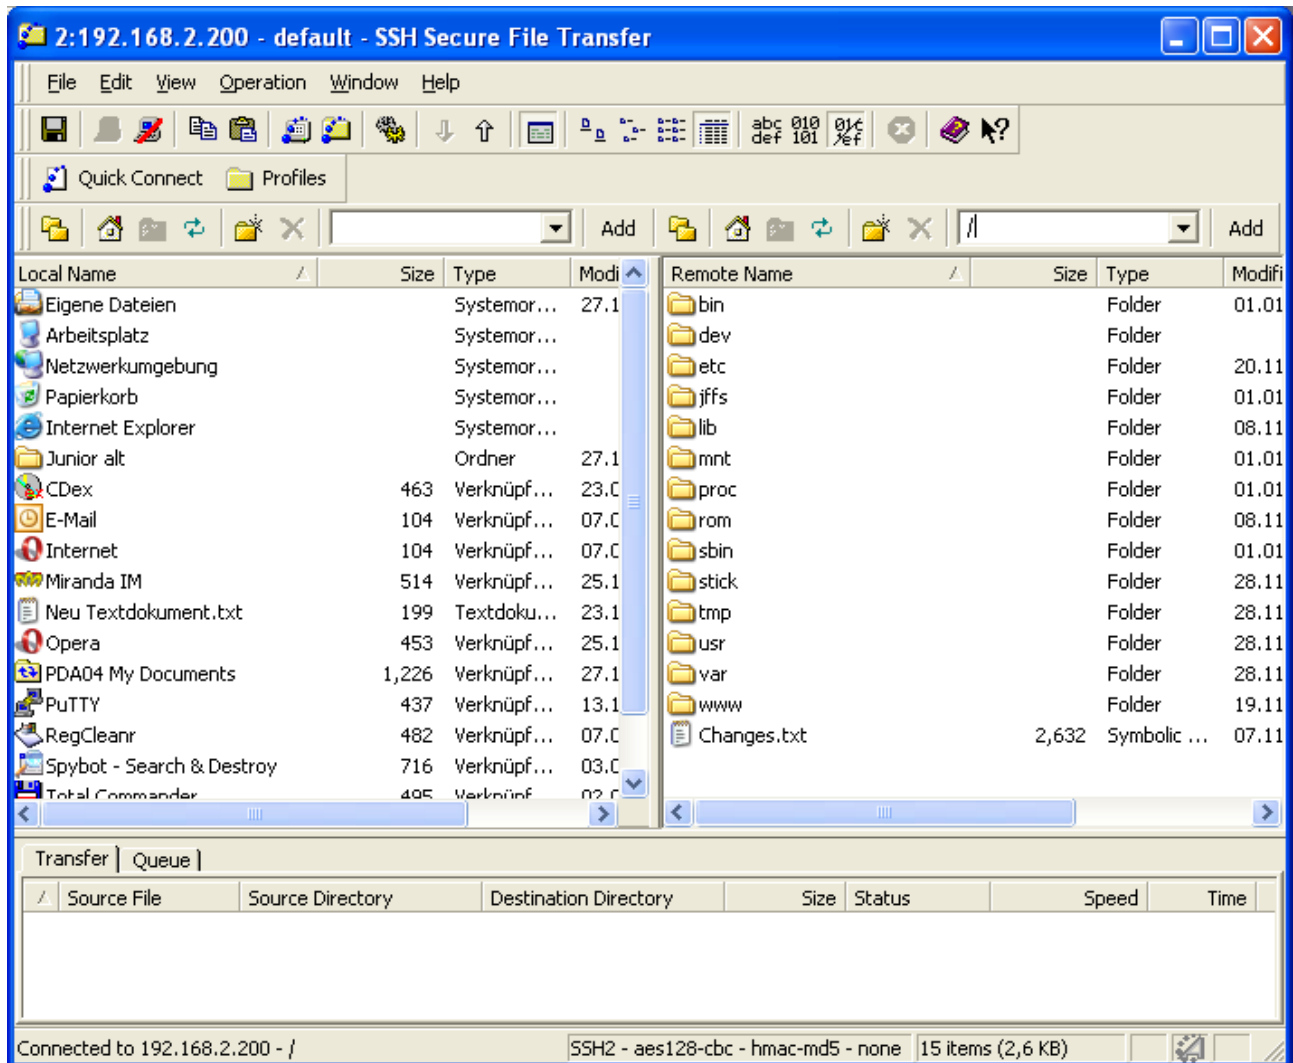 2:192.168.2.200 - default - SSH Secure File Transfer
File Edit View Operation Window Help
abc def 010 101
Quick Connect Profiles
Add / Add
Local Name Size Type Modi Remote Name Size Type Modifi
Eigene Dateien Systemor... 27.1 bin Folder 01.01
Arbeitsplatz Systemor... dev Folder
Netzwerkumgebung Systemor... etc Folder 20.11
Papierkorb Systemor... jffs Folder 01.01
Internet Explorer Systemor... lib Folder 08.11
Junior alt Ordner 27.1 mnt Folder 01.01
CDex 463 Verknüpf... 23.0 proc Folder 01.01
E-Mail 104 Verknüpf... 07.0 rom Folder 08.11
Internet 104 Verknüpf... 07.0 sbin Folder 01.01
Miranda IM 514 Verknüpf... 25.1 stick Folder 28.11
Neu Textdokument.txt 199 Textdoku... 23.1 tmp Folder 28.11
Opera 453 Verknüpf... 25.1 usr Folder 28.11
PDA04 My Documents 1,226 Verknüpf... 27.1 var Folder 28.11
PuTTY 437 Verknüpf... 13.1 www Folder 19.11
RegCleanr 482 Verknüpf... 07.0 Changes.txt 2,632 Symbolic ... 07.11
Spybot - Search & Destroy 716 Verknüpf... 03.0
Total Commander 495 Verknüpf 02.0
Transfer Queue
Source File Source Directory Destination Directory Size Status Speed Time
Connected to 192.168.2.200 - / SSH2 - aes128-cbc - hmac-md5 - none 15 items (2,6 KB)